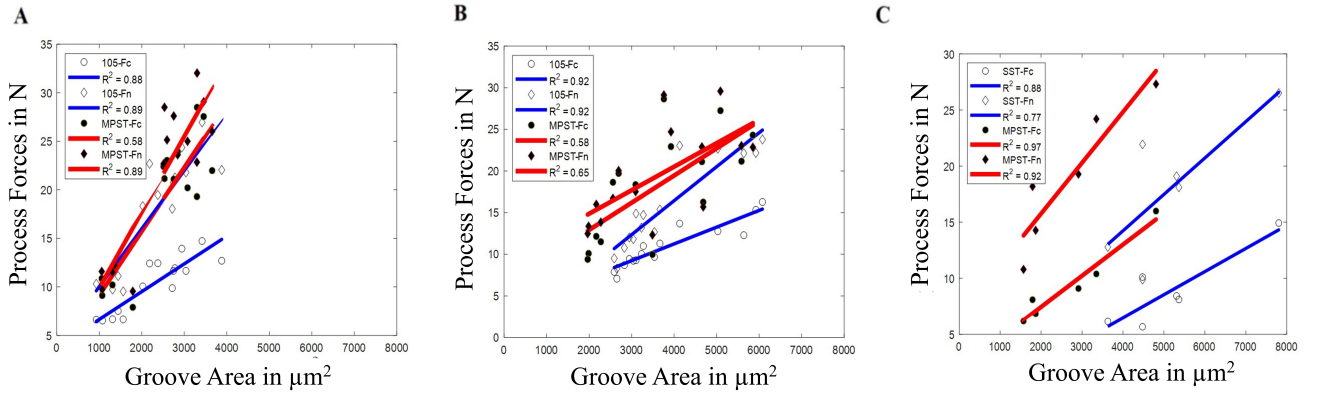 A
Process Forces in N
35
30
25
20
15
10
5
105-Fc
R² = 0.88
105-Fn
R² = 0.89
MPST-Fc
R² = 0.58
MPST-Fn
R² = 0.89
0 1000 2000 3000 4000 5000 6000 7000 8000
Groove Area in µm²
B
Process Forces in N
35
30
25
20
15
10
5
0
105-Fc
R² = 0.92
105-Fn
R² = 0.92
MPST-Fc
R² = 0.58
MPST-Fn
R² = 0.65
0 1000 2000 3000 4000 5000 6000 7000 8000
Groove Area in µm²
C
Process Forces in N
30
25
20
15
10
5
SST-Fc
R² = 0.88
SST-Fn
R² = 0.77
MPST-Fc
R² = 0.97
MPST-Fn
R² = 0.92
0 1000 2000 3000 4000 5000 6000 7000 8000
Groove Area in µm²